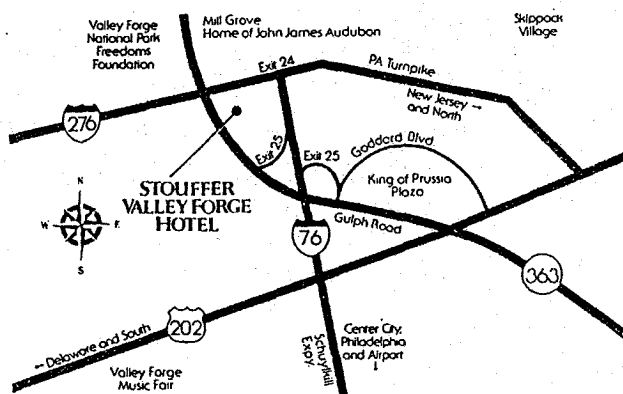 Valley Forge
National Park
Freedoms
Foundation
Mill Grove
Home of John James Audubon
Skippack
Village
Exit 24
PA Turnpike
New Jersey →
and North
276
Exit 25
Exit 25
Goddard Blvd.
King of Prussia
Plaza
STOUFFER
VALLEY FORGE
HOTEL
N
W
E
S
76
Gulph Road
363
202
← Delaware and South
Valley Forge
Music Fair
Schuylkill
Expy.
Center City,
Philadelphia
and Airport
↓